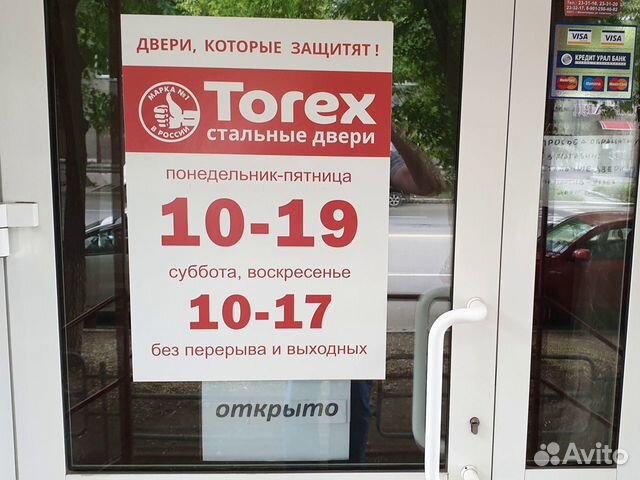 ДВЕРИ, КОТОРЫЕ ЗАЩИТЯТ!
МАРКА №1
В РОССИИ
Torex
СТАЛЬНЫЕ ДВЕРИ
понедельник-пятница
10-19
суббота, воскресенье
10-17
без перерыва и выходных
открыто
VISA VISA
КРЕДИТ УРАЛ БАНК
Avito